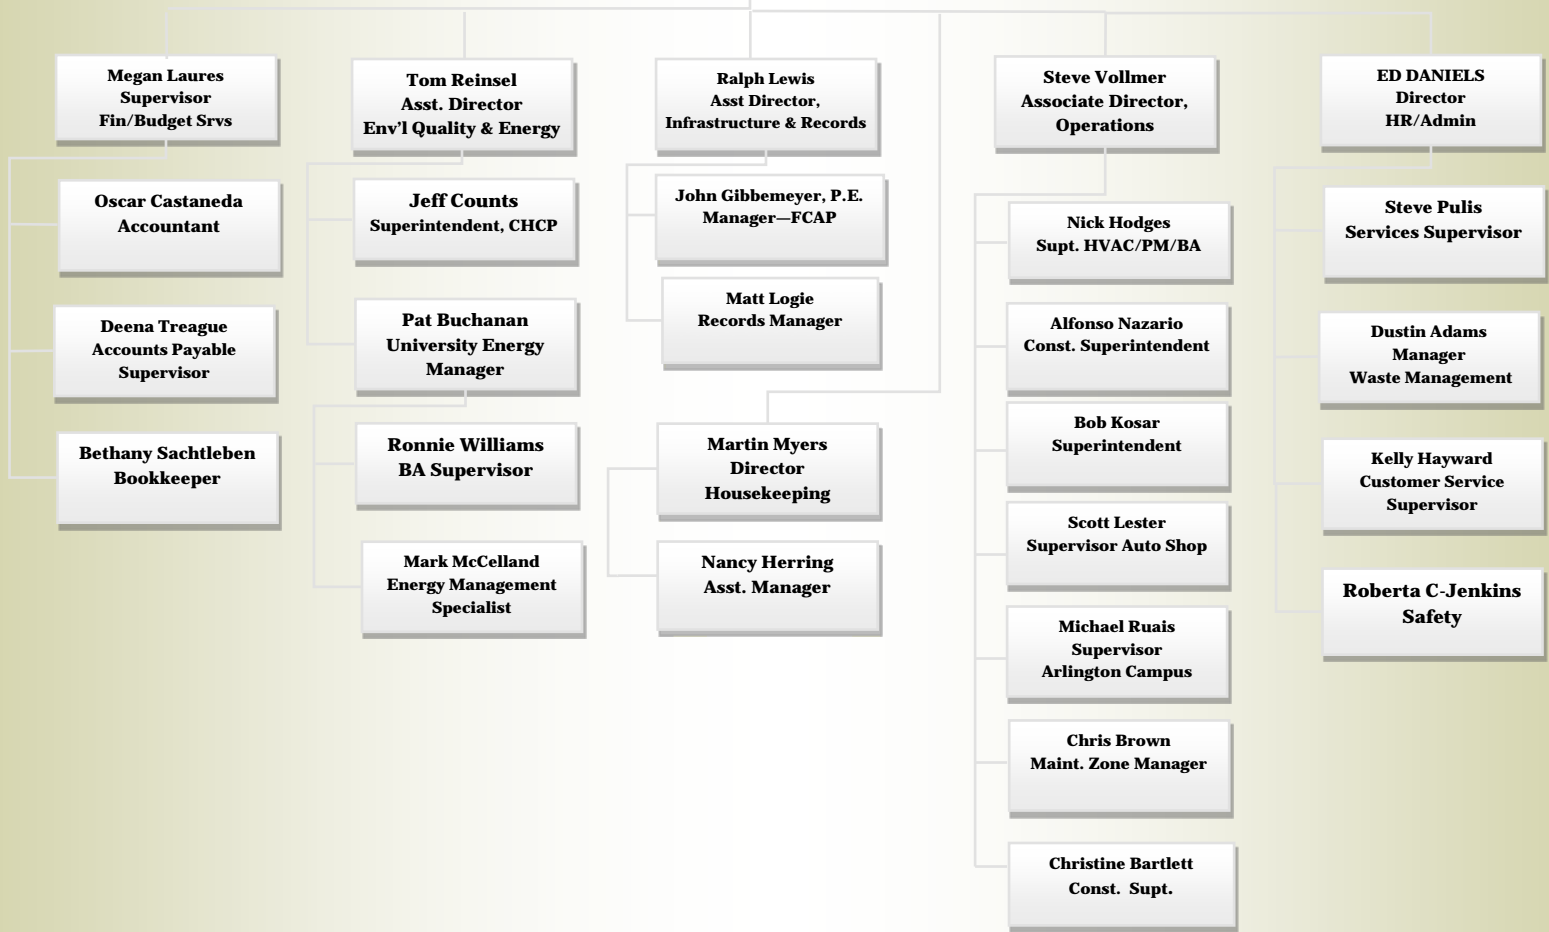 Megan Laures
Supervisor
Fin/Budget Srvs
Oscar Castaneda
Accountant
Deena Treague
Accounts Payable
Supervisor
Bethany Sachtleben
Bookkeeper
Tom Reinsel
Asst. Director
Env'l Quality & Energy
Jeff Counts
Superintendent, CHCP
Pat Buchanan
University Energy
Manager
Ronnie Williams
BA Supervisor
Mark McCelland
Energy Management
Specialist
Ralph Lewis
Asst Director,
Infrastructure & Records
John Gibbemeyer, P.E.
Manager—FCAP
Matt Logie
Records Manager
Martin Myers
Director
Housekeeping
Nancy Herring
Asst. Manager
Steve Vollmer
Associate Director,
Operations
Nick Hodges
Supt. HVAC/PM/BA
Alfonso Nazario
Const. Superintendent
Bob Kosar
Superintendent
Scott Lester
Supervisor Auto Shop
Michael Ruais
Supervisor
Arlington Campus
Chris Brown
Maint. Zone Manager
Christine Bartlett
Const. Supt.
ED DANIELS
Director
HR/Admin
Steve Pulis
Services Supervisor
Dustin Adams
Manager
Waste Management
Kelly Hayward
Customer Service
Supervisor
Roberta C-Jenkins
Safety